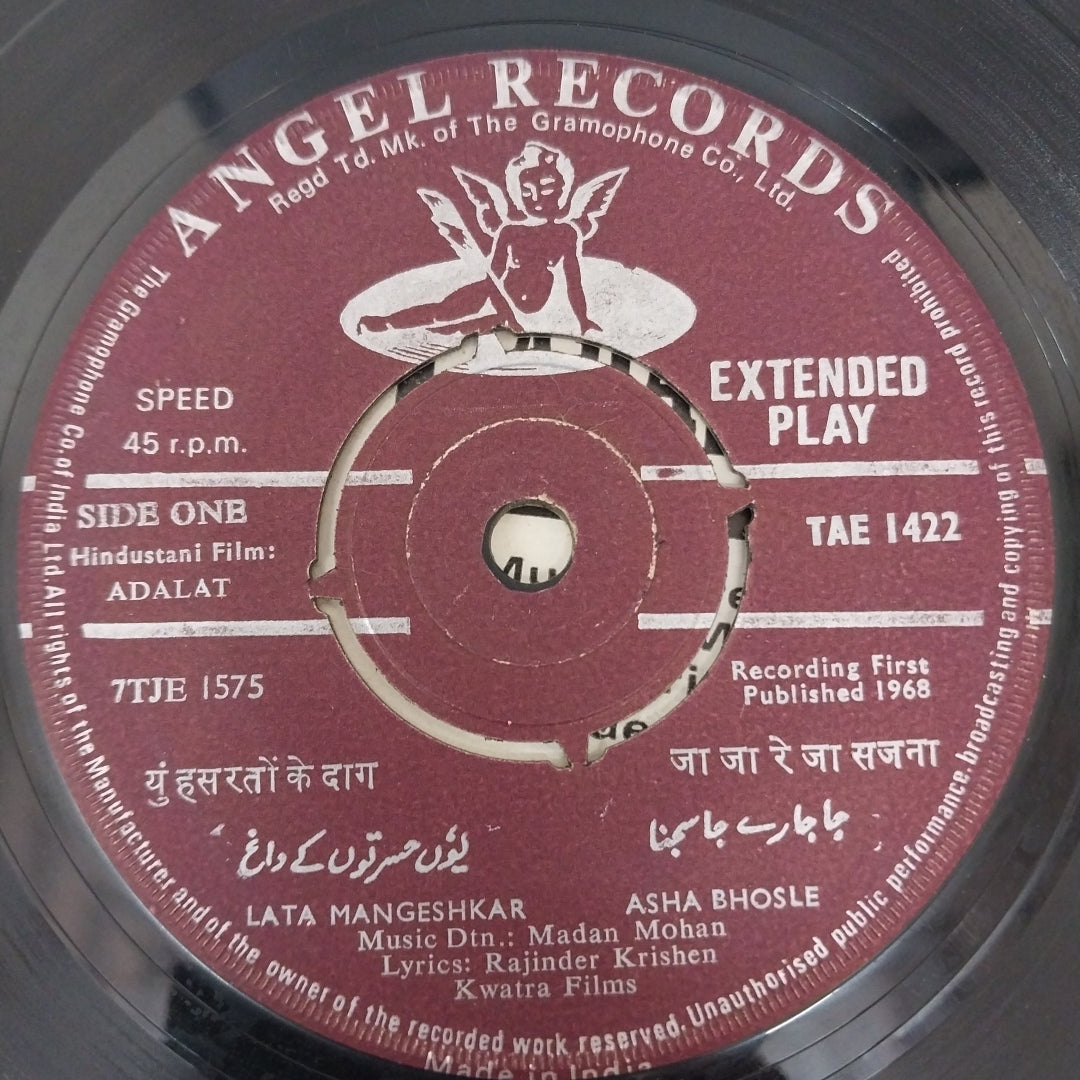 ANGEL RECORDS
Regd Td. Mk. of The Gramophone Co., Ltd.
SPEED
45 r.p.m.
EXTENDED
PLAY
SIDE ONE
Hindustani Film:
ADALAT
TAE 1422
7TJE 1575
Recording First
Published 1968
युं हसरतों के दाग
जा जा रे जा सजना
یوُں حسرتوں کے داغ
جا جارے جا سجنا
LATA MANGESHKAR
ASHA BHOSLE
Music Dtn.: Madan Mohan
Lyrics: Rajinder Krishen
Kwatra Films
The Gramophone Co. of India Ltd. All rights of the Manufacturer and of the owner of the recorded work reserved. Unauthorised public performance, broadcasting and copying of this record prohibited
Made in India